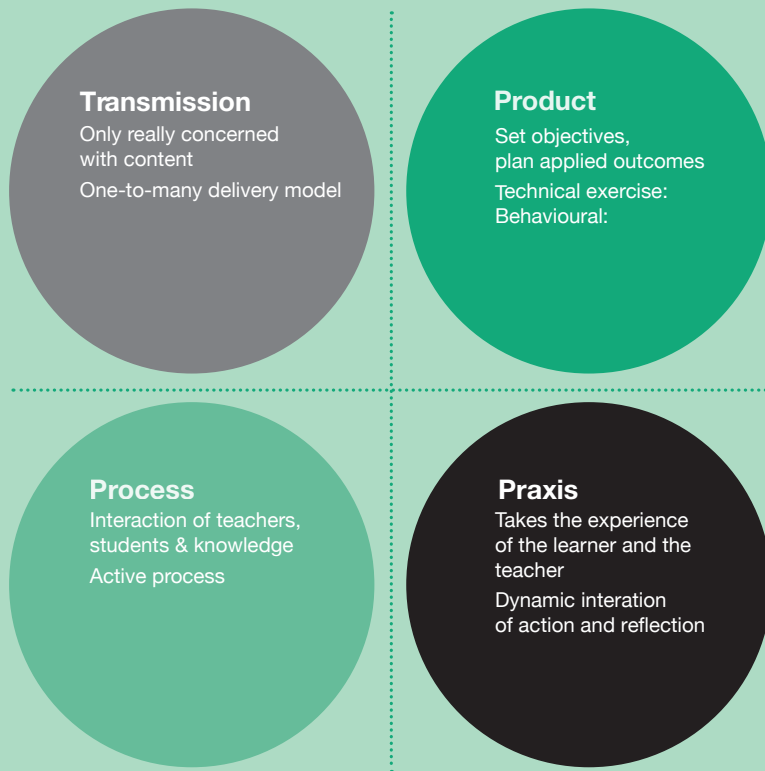 Transmission
Only really concerned
with content
One-to-many delivery model
Product
Set objectives,
plan applied outcomes
Technical exercise:
Behavioural:
Process
Interaction of teachers,
students & knowledge
Active process
Praxis
Takes the experience
of the learner and the
teacher
Dynamic interation
of action and reflection